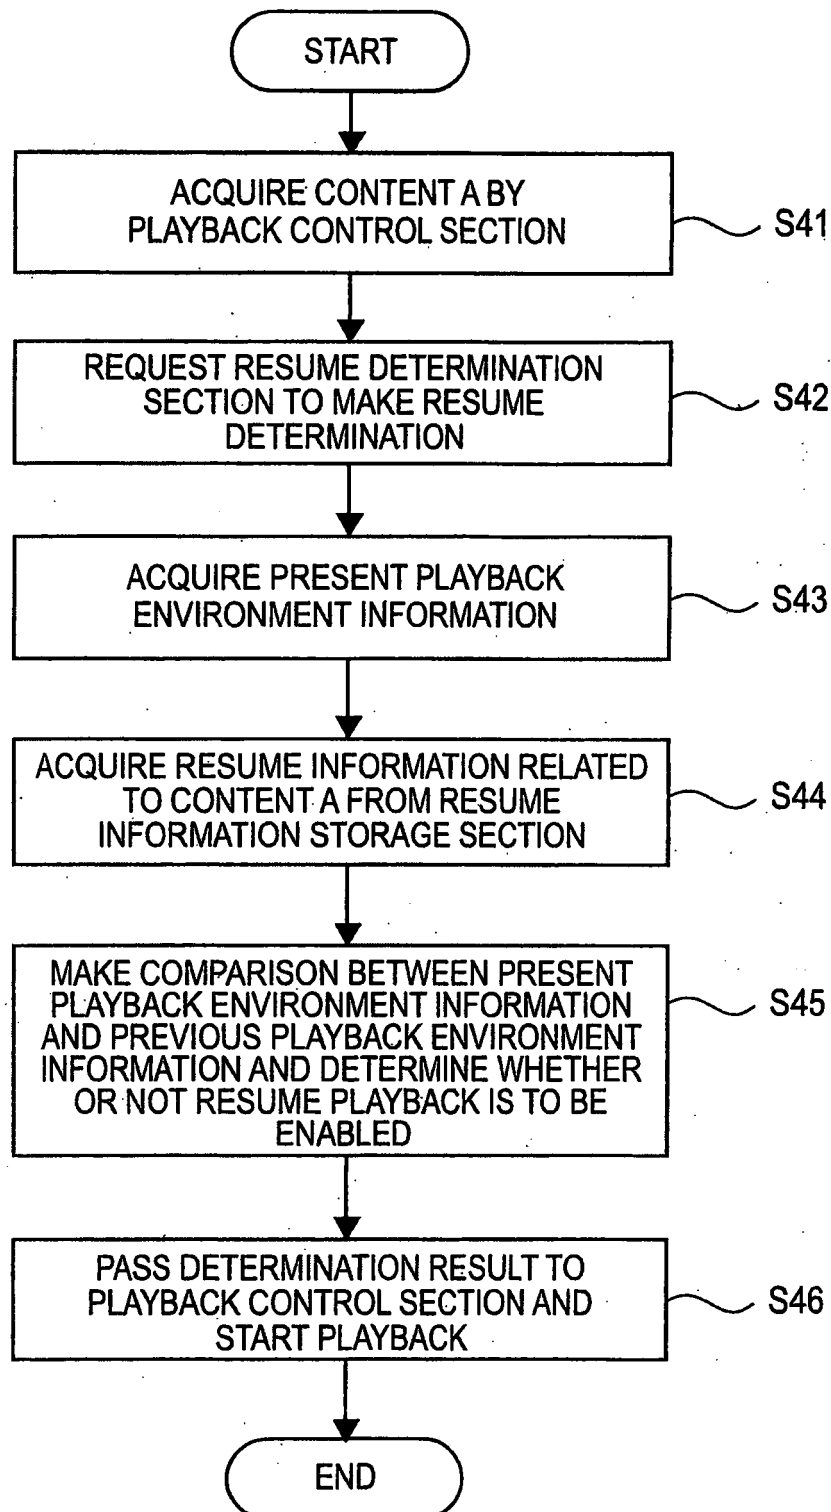 START
ACQUIRE CONTENT A BY
PLAYBACK CONTROL SECTION
S41
REQUEST RESUME DETERMINATION
SECTION TO MAKE RESUME
DETERMINATION
S42
ACQUIRE PRESENT PLAYBACK
ENVIRONMENT INFORMATION
S43
ACQUIRE RESUME INFORMATION RELATED
TO CONTENT A FROM RESUME
INFORMATION STORAGE SECTION
S44
MAKE COMPARISON BETWEEN PRESENT
PLAYBACK ENVIRONMENT INFORMATION
AND PREVIOUS PLAYBACK ENVIRONMENT
INFORMATION AND DETERMINE WHETHER
OR NOT RESUME PLAYBACK IS TO BE
ENABLED
S45
PASS DETERMINATION RESULT TO
PLAYBACK CONTROL SECTION AND
START PLAYBACK
S46
END